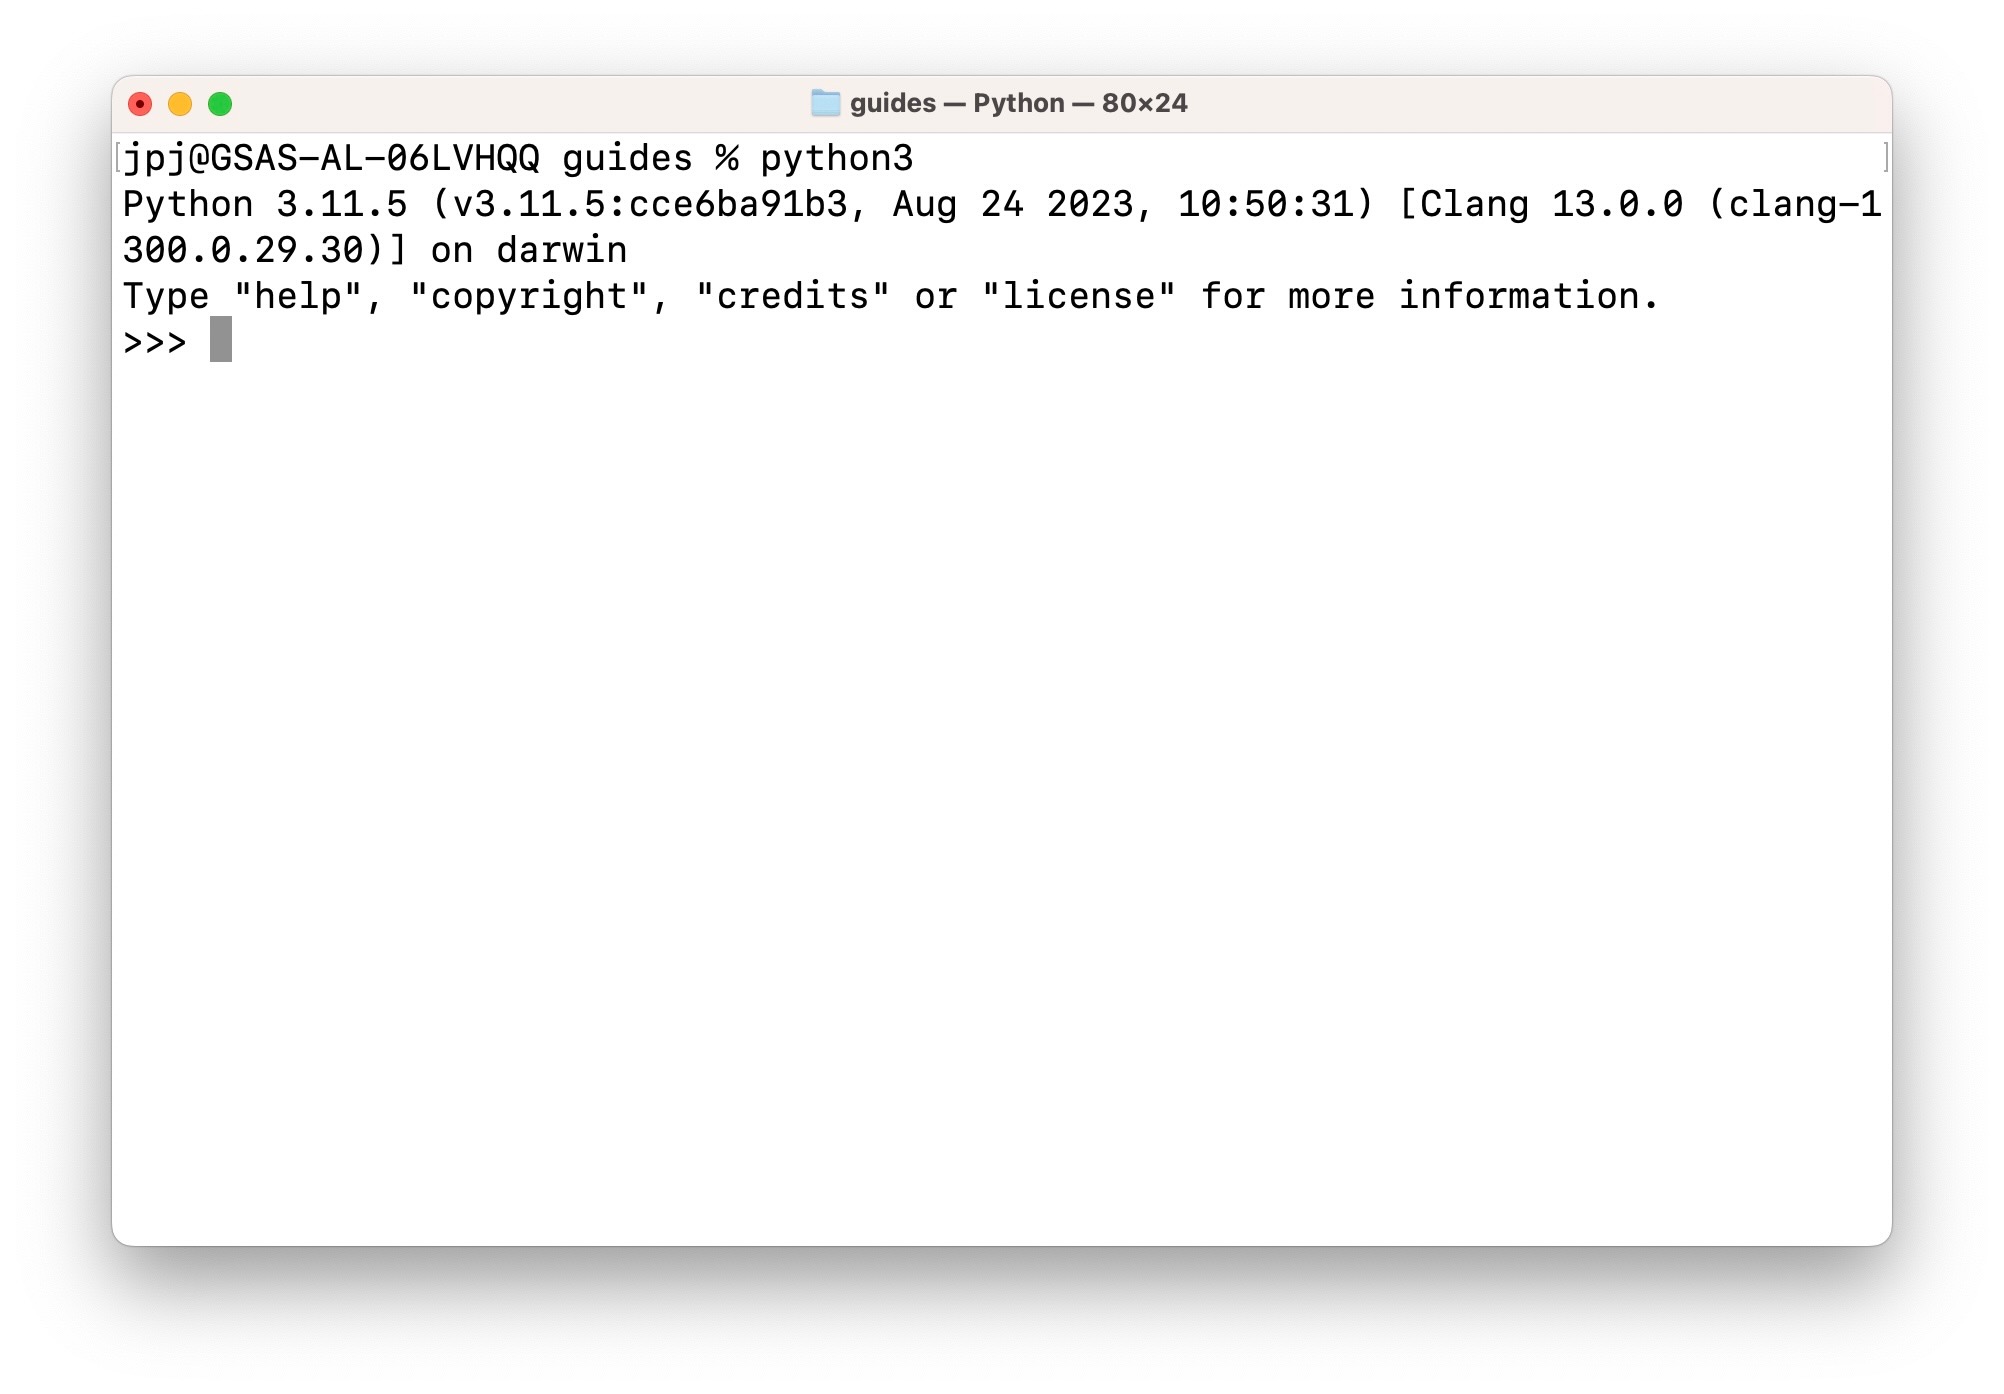 guides — Python — 80×24
jpj@GSAS-AL-06LVHQQ guides % python3
Python 3.11.5 (v3.11.5:cce6ba91b3, Aug 24 2023, 10:50:31) [Clang 13.0.0 (clang-1
300.0.29.30)] on darwin
Type "help", "copyright", "credits" or "license" for more information.
>>>